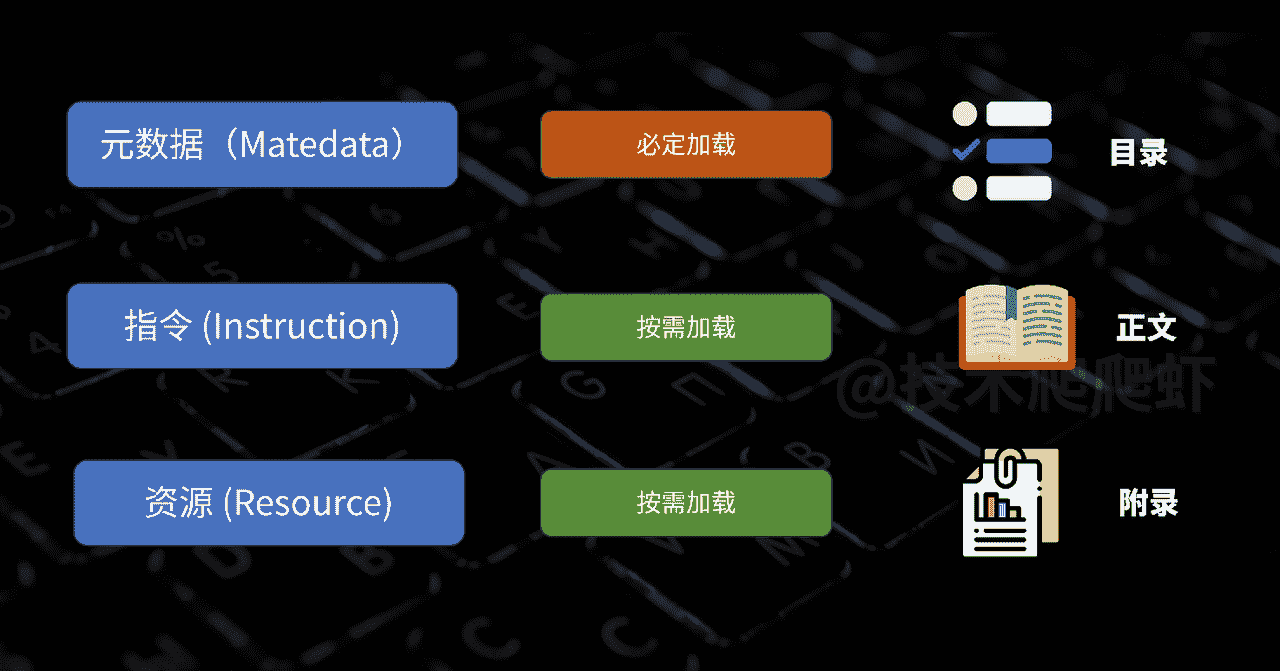 元数据（Matedata）
必定加载
目录
指令 (Instruction)
按需加载
正文
@技术爬爬虾
资源 (Resource)
按需加载
附录